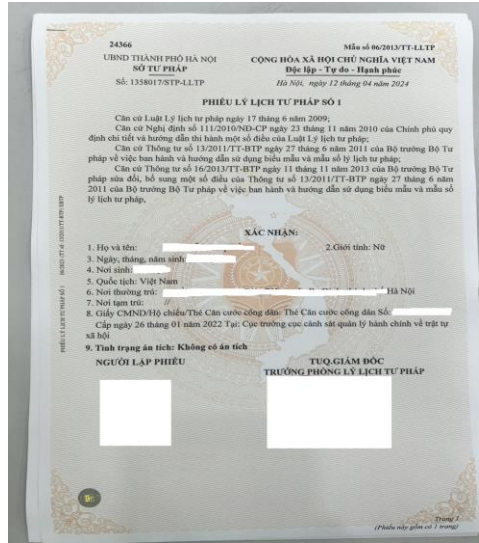 24366
Mẫu số 06/2013/TT-LLTP
UBND THÀNH PHỐ HÀ NỘI
SỞ TƯ PHÁP
Số: 1358017/STP-LLTP
CỘNG HÒA XÃ HỘI CHỦ NGHĨA VIỆT NAM
Độc lập - Tự do - Hạnh phúc
Hà Nội, ngày 12 tháng 04 năm 2024
PHIẾU LÝ LỊCH TƯ PHÁP SỐ 1
Căn cứ Luật Lý lịch tư pháp ngày 17 tháng 6 năm 2009;
Căn cứ Nghị định số 111/2010/NĐ-CP ngày 23 tháng 11 năm 2010 của Chính phủ quy
định chi tiết và hướng dẫn thi hành một số điều của Luật Lý lịch tư pháp;
Căn cứ Thông tư số 13/2011/TT-BTP ngày 27 tháng 6 năm 2011 của Bộ trưởng Bộ Tư
pháp về việc ban hành và hướng dẫn sử dụng biểu mẫu và mẫu sổ lý lịch tư pháp;
Căn cứ Thông tư số 16/2013/TT-BTP ngày 11 tháng 11 năm 2013 của Bộ trưởng Bộ Tư
pháp sửa đổi, bổ sung một số điều của Thông tư số 13/2011/TT-BTP ngày 27 tháng 6 năm
2011 của Bộ trưởng Bộ Tư pháp về việc ban hành và hướng dẫn sử dụng biểu mẫu và mẫu sổ
lý lịch tư pháp,
XÁC NHẬN:
1. Họ và tên:
2.Giới tính: Nữ
3. Ngày, tháng, năm sinh:
4. Nơi sinh:
5. Quốc tịch: Việt Nam
6. Nơi thường trú: Hà Nội
7. Nơi tạm trú:
8. Giấy CMND/Hộ chiếu/Thẻ Căn cước công dân: Thẻ Căn cước công dân Số:
Cấp ngày 26 tháng 01 năm 2022 Tại: Cục trưởng cục cảnh sát quản lý hành chính về trật tự
xã hội
9. Tình trạng án tích: Không có án tích
NGƯỜI LẬP PHIẾU
TUQ.GIÁM ĐỐC
TRƯỞNG PHÒNG LÝ LỊCH TƯ PHÁP
Trang 1
(Phiếu này gồm có 1 trang)